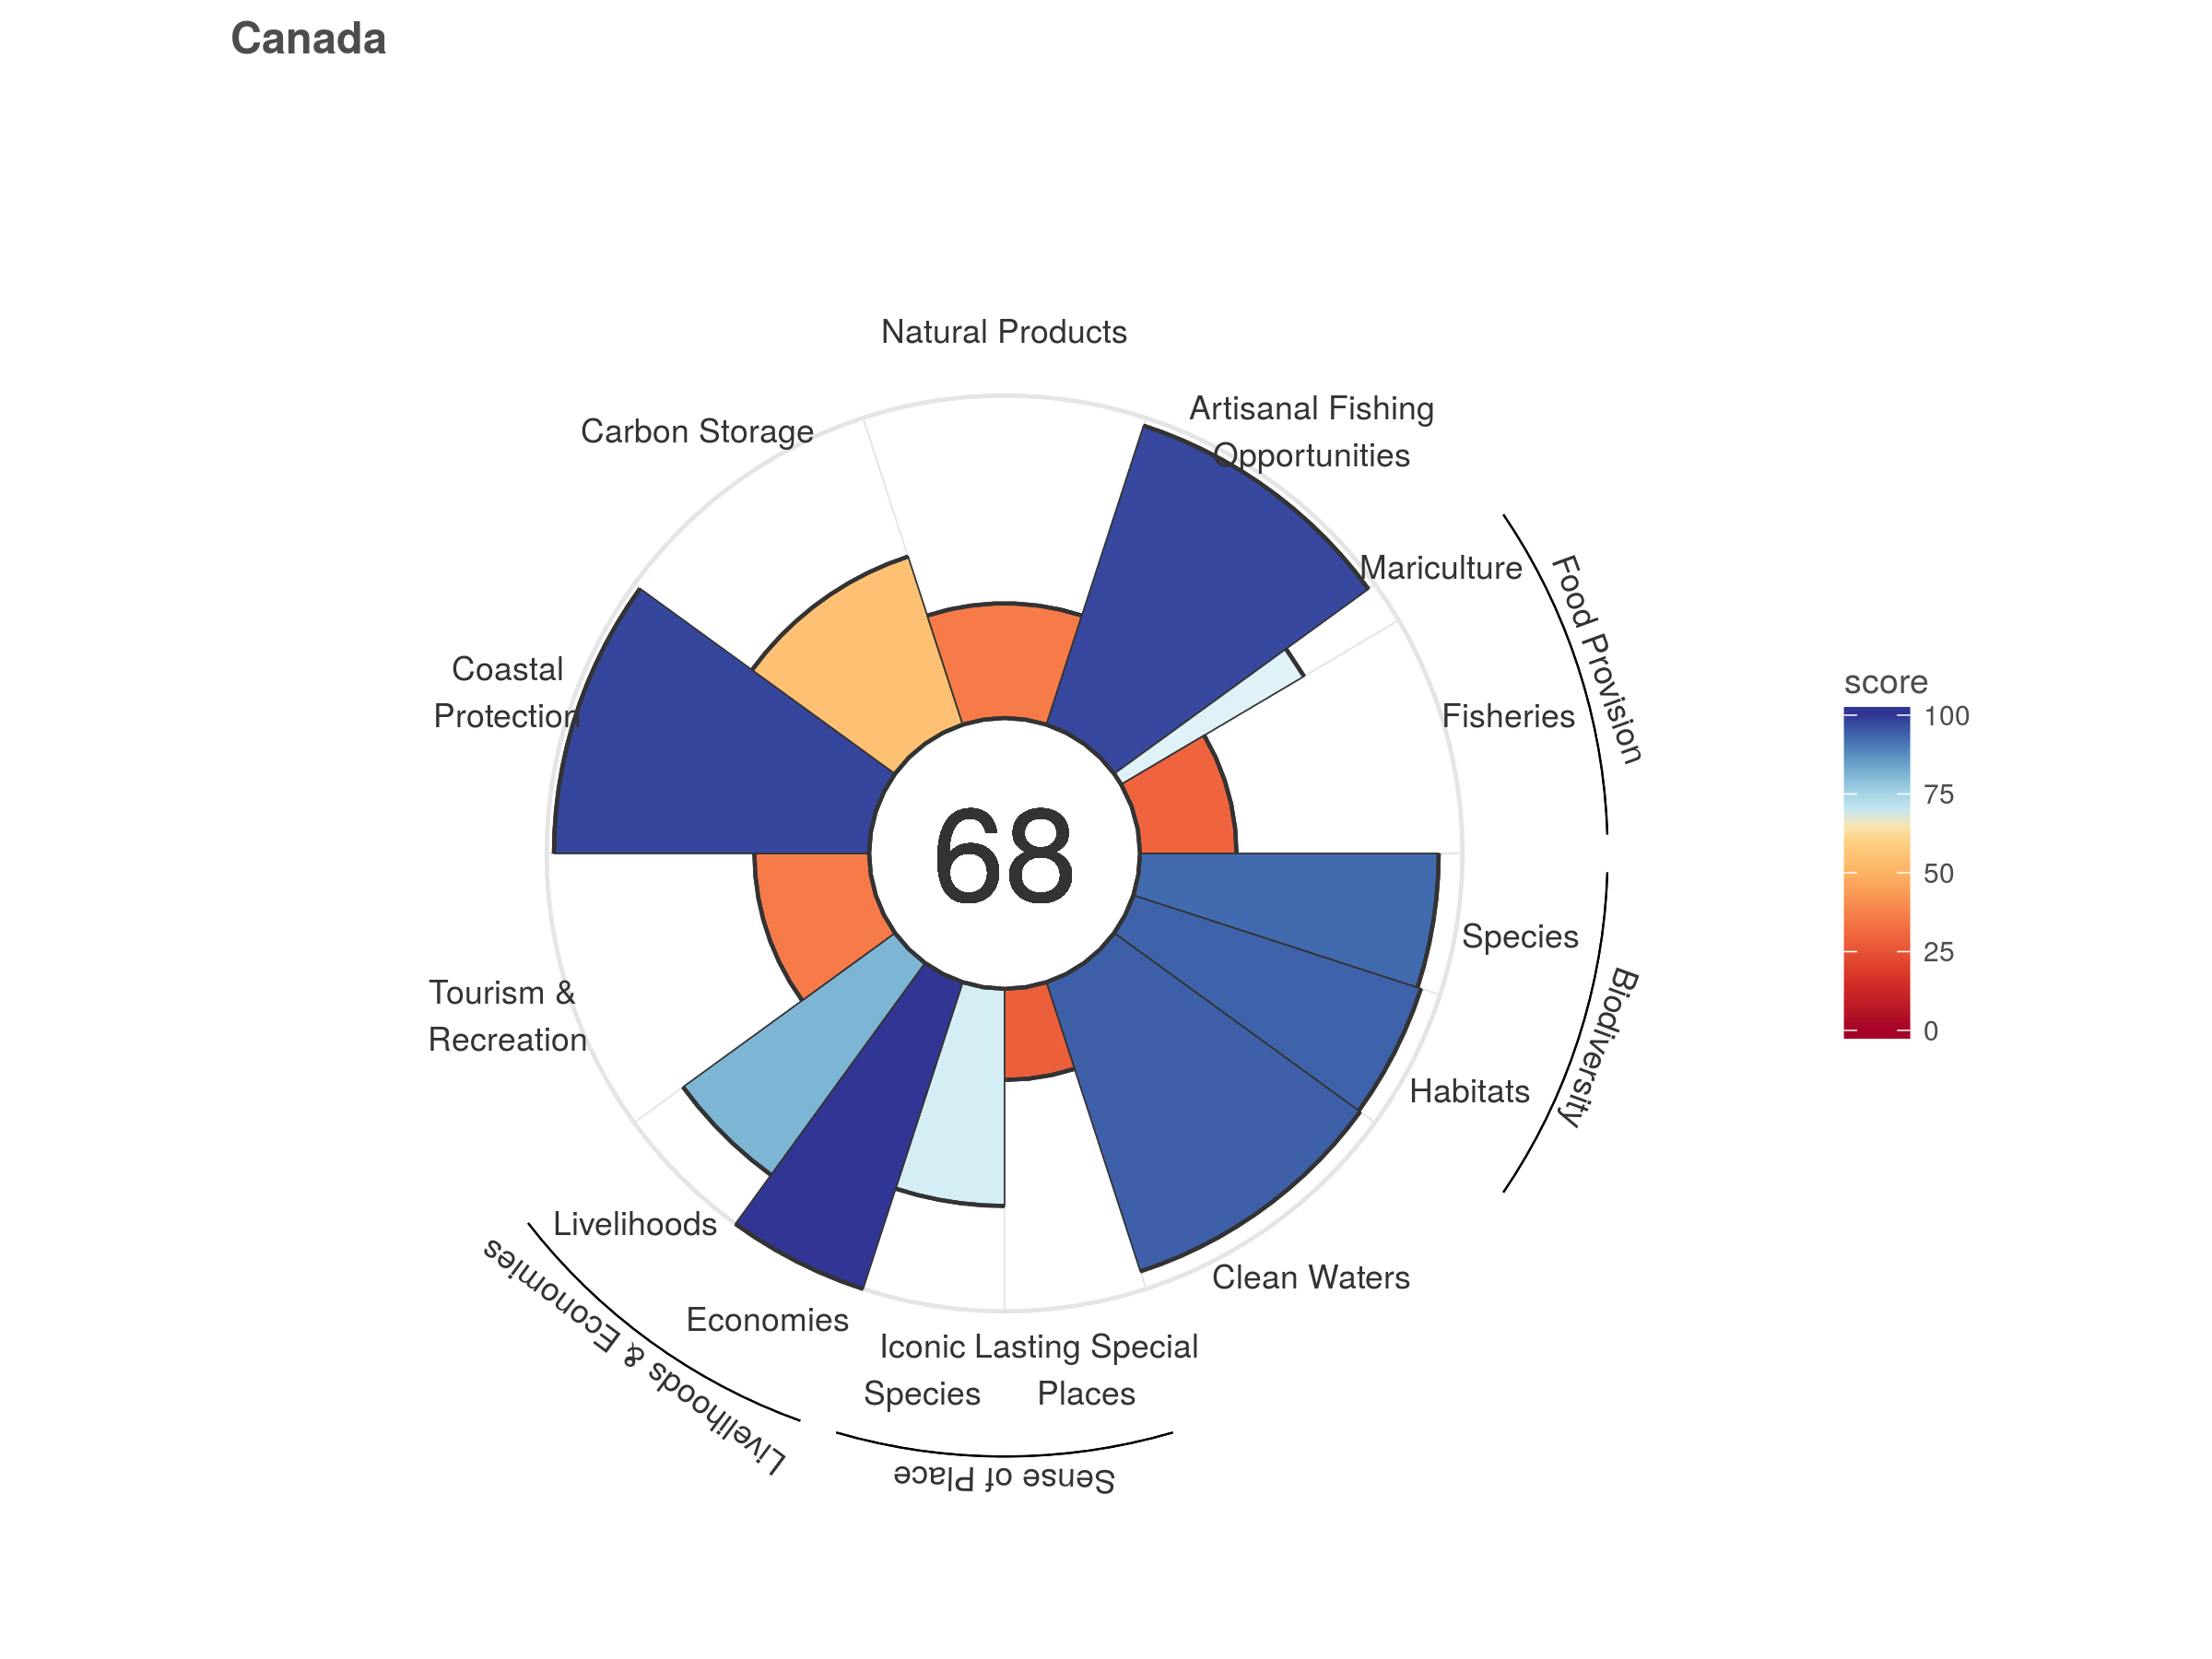 Canada
Natural Products
Artisanal Fishing
Opportunities
Carbon Storage
Mariculture
Food Provision
Coastal
Protection
Fisheries
score
100
75
50
25
0
68
Species
Biodiversity
Tourism &
Recreation
Habitats
Livelihoods
Clean Waters
Livelihoods & Economies
Economies
Iconic
Species
Lasting Special
Places
Sense of Place